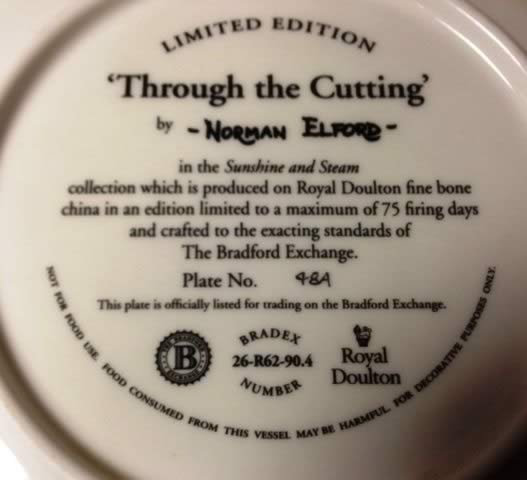 LIMITED EDITION
'Through the Cutting'
by - NORMAN ELFORD -
in the Sunshine and Steam
collection which is produced on Royal Doulton fine bone
china in an edition limited to a maximum of 75 firing days
and crafted to the exacting standards of
The Bradford Exchange.
Plate No. 48A
This plate is officially listed for trading on the Bradford Exchange.
B
BRADEX
26-R62-90.4
NUMBER
Royal
Doulton
NOT FOR FOOD USE. FOOD CONSUMED FROM THIS VESSEL MAY BE HARMFUL. FOR DECORATIVE PURPOSES ONLY.